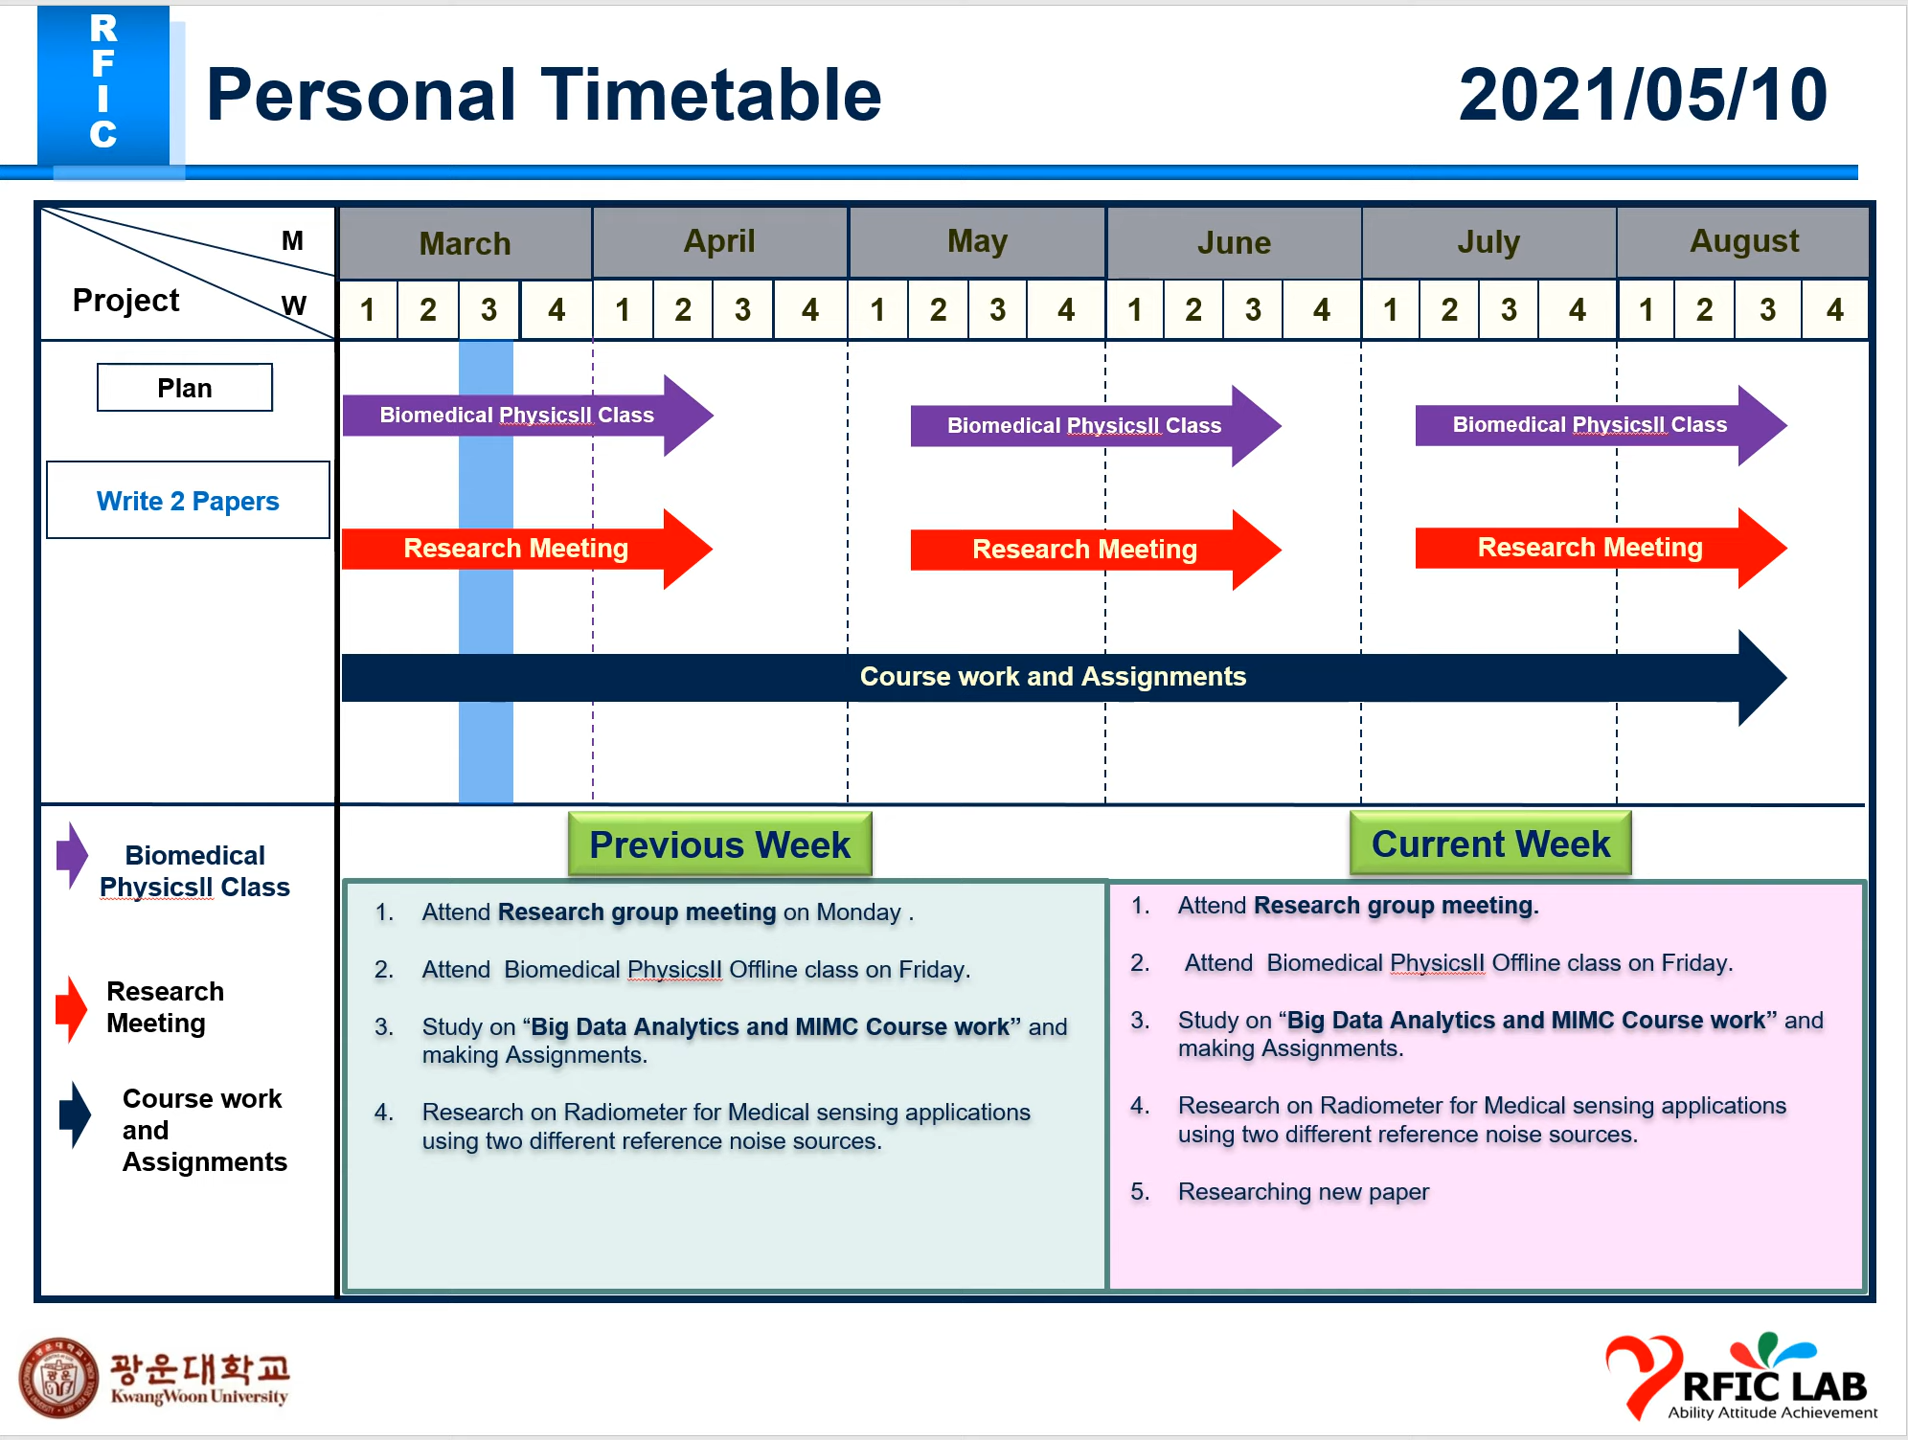 R
F
I
C
Personal Timetable
2021/05/10
M
Project
W
March
April
May
June
July
August
1 2 3 4 1 2 3 4 1 2 3 4 1 2 3 4 1 2 3 4 1 2 3 4
Plan
Write 2 Papers
Biomedical PhysicsII Class
Biomedical PhysicsII Class
Biomedical PhysicsII Class
Research Meeting
Research Meeting
Research Meeting
Course work and Assignments
Biomedical
PhysicsII Class
Research
Meeting
Course work
and
Assignments
Previous Week
1. Attend Research group meeting on Monday .
2. Attend Biomedical PhysicsII Offline class on Friday.
3. Study on “Big Data Analytics and MIMC Course work” and
making Assignments.
4. Research on Radiometer for Medical sensing applications
using two different reference noise sources.
Current Week
1. Attend Research group meeting.
2. Attend Biomedical PhysicsII Offline class on Friday.
3. Study on “Big Data Analytics and MIMC Course work” and
making Assignments.
4. Research on Radiometer for Medical sensing applications
using two different reference noise sources.
5. Researching new paper
광운대학교
KwangWoon University
RFIC LAB
Ability Attitude Achievement